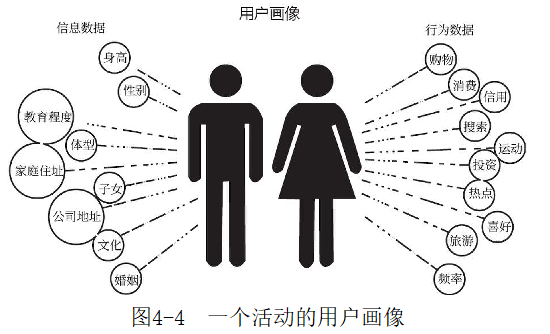 用户画像
信息数据
行为数据
身高
性别
教育程度
体型
家庭住址
子女
公司地址
文化
婚姻
购物
消费
信用
搜索
运动
投资
热点
喜好
旅游
频率
图4-4 一个活动的用户画像